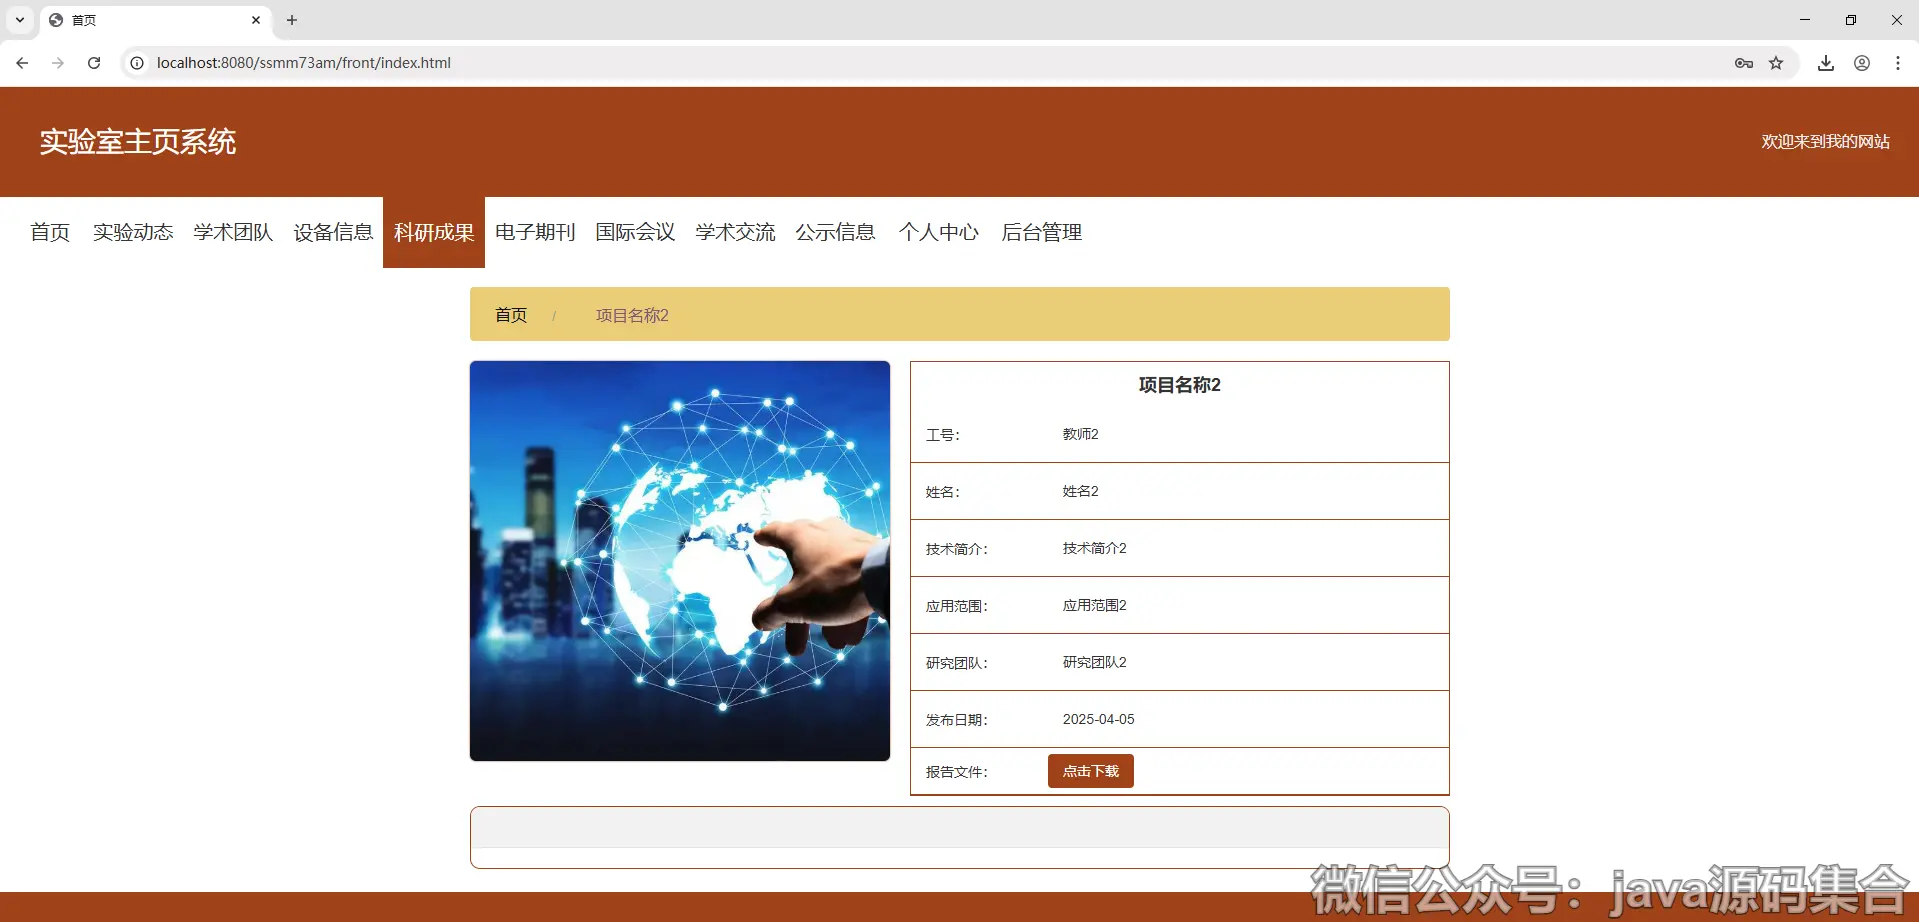 首页
localhost:8080/ssmm73am/front/index.html
实验室主页系统
欢迎来到我的网站
首页 实验动态 学术团队 设备信息 科研成果 电子期刊 国际会议 学术交流 公示信息 个人中心 后台管理
首页 / 项目名称2
项目名称2
工号： 教师2
姓名： 姓名2
技术简介： 技术简介2
应用范围： 应用范围2
研究团队： 研究团队2
发布日期： 2025-04-05
报告文件： 点击下载
微信公众号：java源码集合